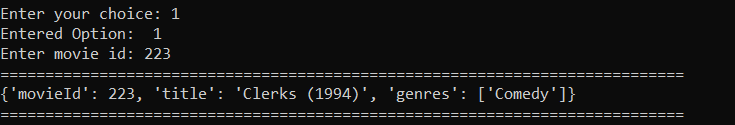 Enter your choice: 1
Entered Option:  1
Enter movie id: 223
============================================================================
{'movieId': 223, 'title': 'Clerks (1994)', 'genres': ['Comedy']}
============================================================================